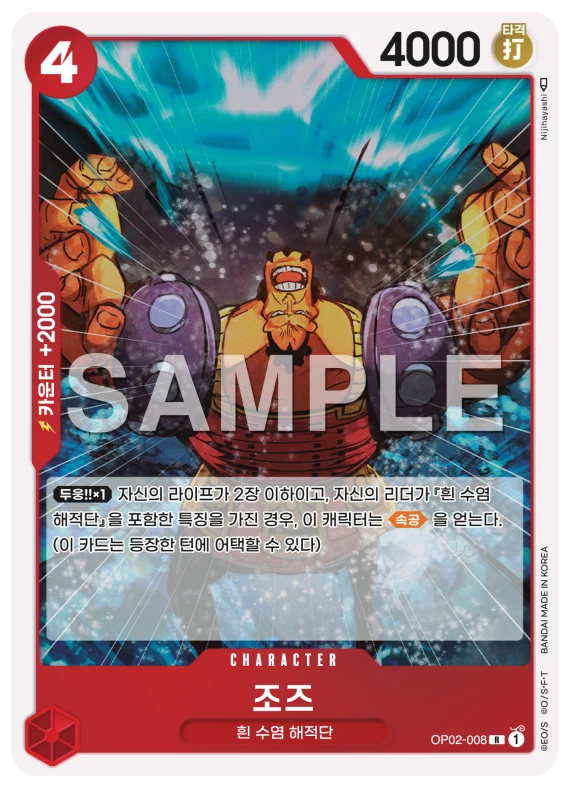 4
4000
타격
打
Nijihayashi
⚡카운터 +2000
SAMPLE
두웅!!×1 자신의 라이프가 2장 이하이고, 자신의 리더가 『흰 수염
해적단』을 포함한 특징을 가진 경우, 이 캐릭터는 속공 을 얻는다.
(이 카드는 등장한 턴에 어택할 수 있다)
CHARACTER
조즈
흰 수염 해적단
OP02-008 R 1
©EO/S ©O/S·F·T BANDAI MADE IN KOREA